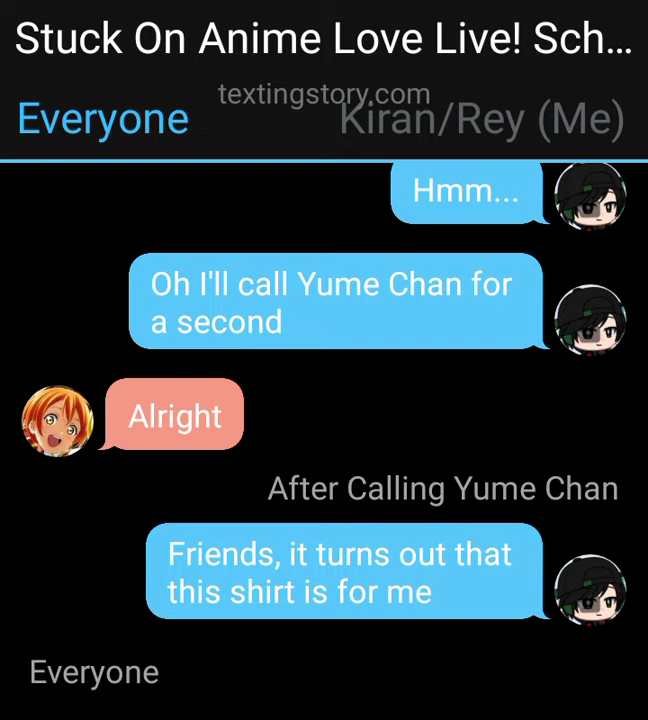 Stuck On Anime Love Live! Sch...
textingstory.com
Everyone
Kiran/Rey (Me)
Hmm...
Oh I'll call Yume Chan for
a second
Alright
After Calling Yume Chan
Friends, it turns out that
this shirt is for me
Everyone